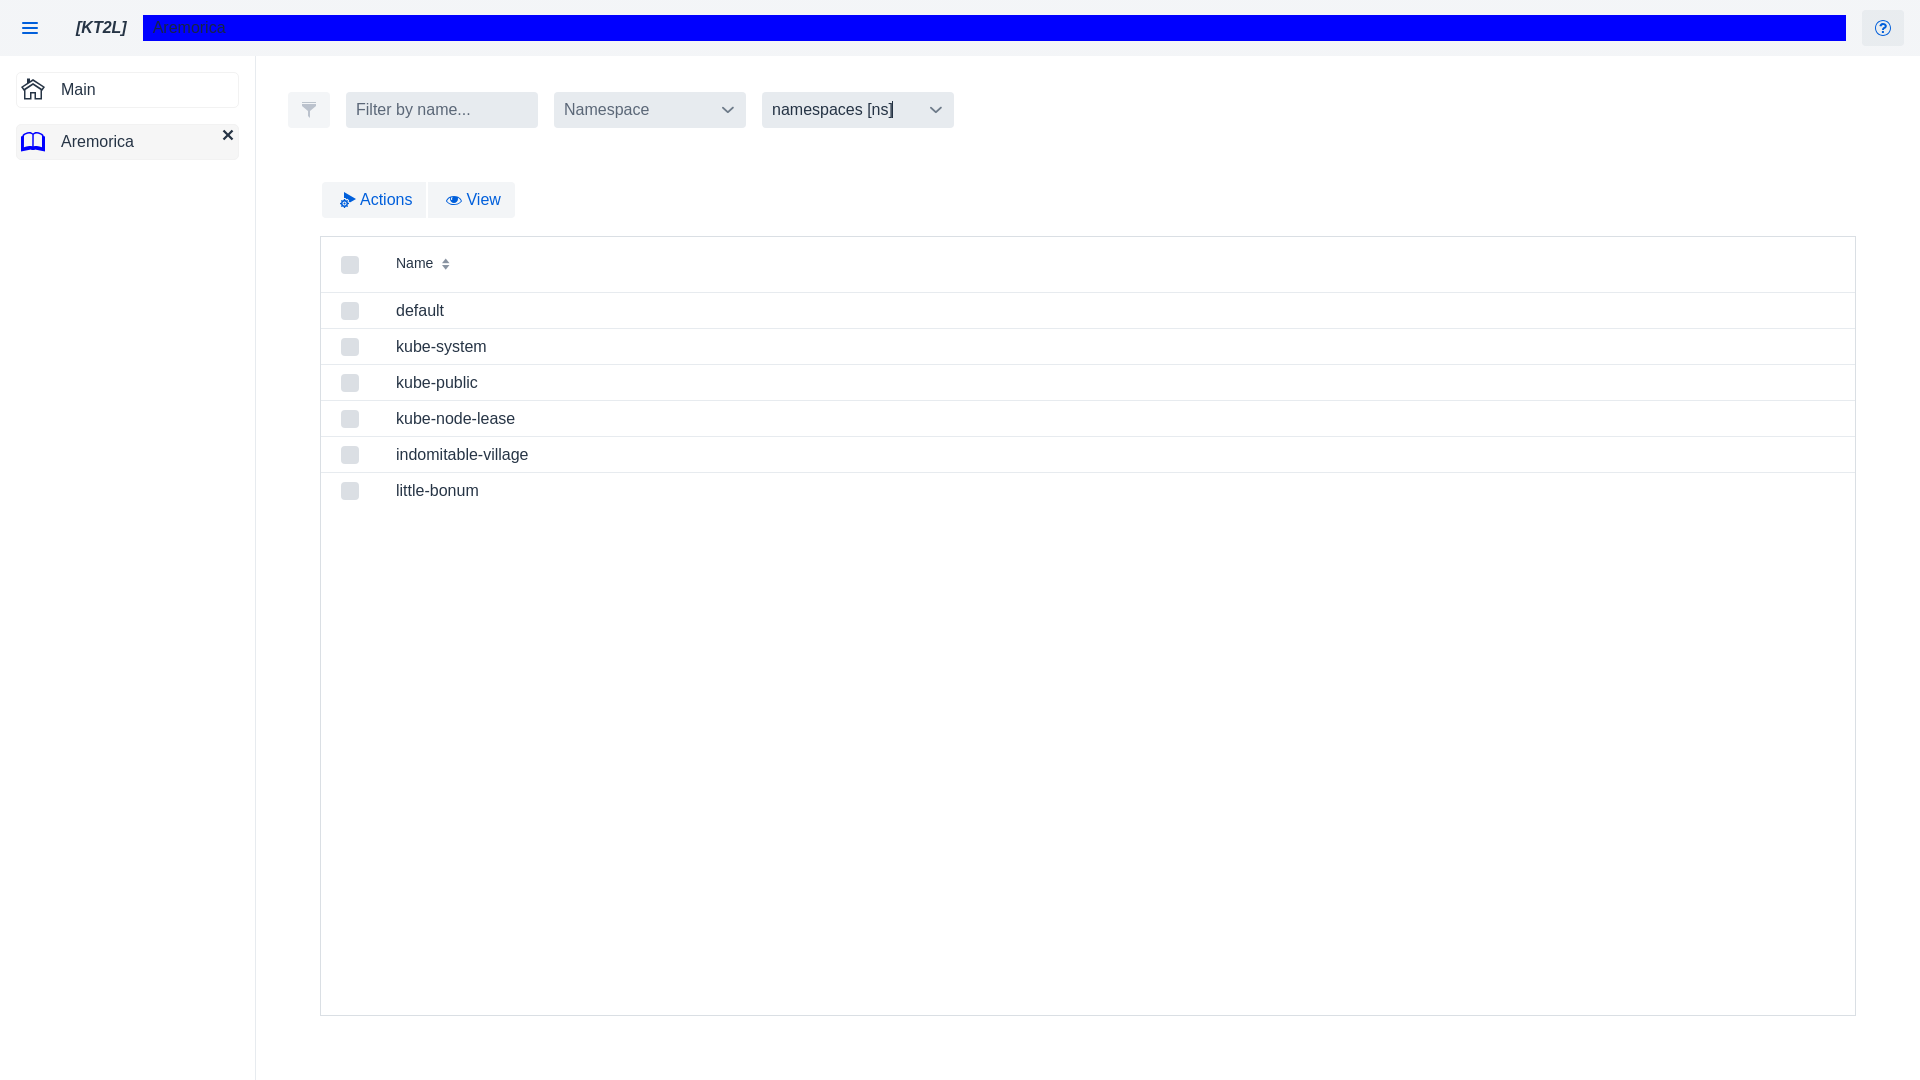 [KT2L] Aremorica
Main
Aremorica
Filter by name... Namespace namespaces [ns]
Actions View
Name
default
kube-system
kube-public
kube-node-lease
indomitable-village
little-bonum